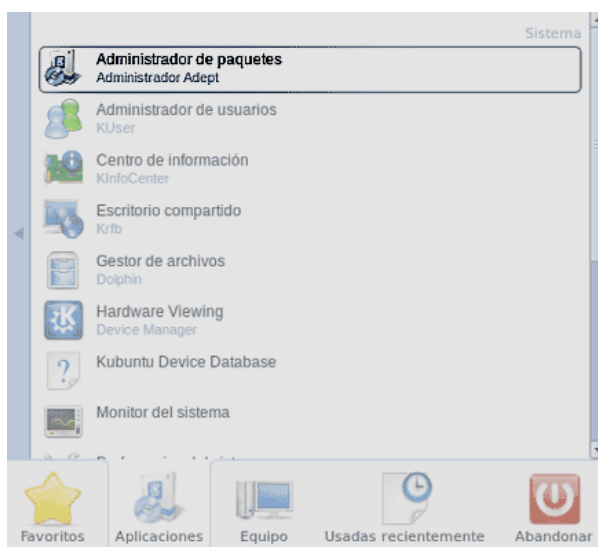 Sistema
Administrador de paquetes
Administrador Adept
Administrador de usuarios
KUser
Centro de información
KInfoCenter
Escritorio compartido
Krfb
Gestor de archivos
Dolphin
Hardware Viewing
Device Manager
Kubuntu Device Database
Monitor del sistema
Favoritos
Aplicaciones
Equipo
Usadas recientemente
Abandonar